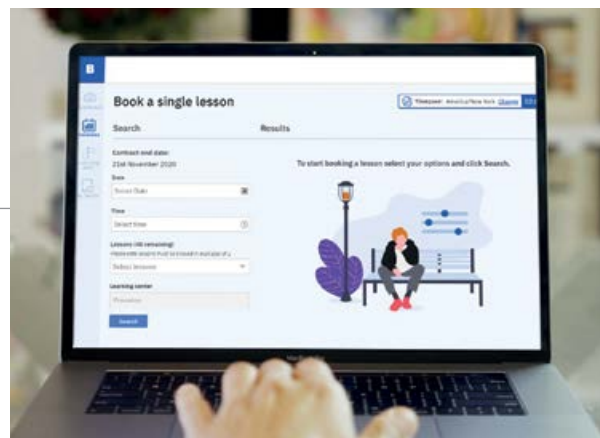 B
Book a single lesson
Timezone: America/New York Change
Search
Results
Contract end date:
21st November 2020
To start booking a lesson select your options and click Search.
Date
Select Date
Time
Select time
Lessons (40 remaining)
Select lessons
Learning center
Search
MacBook